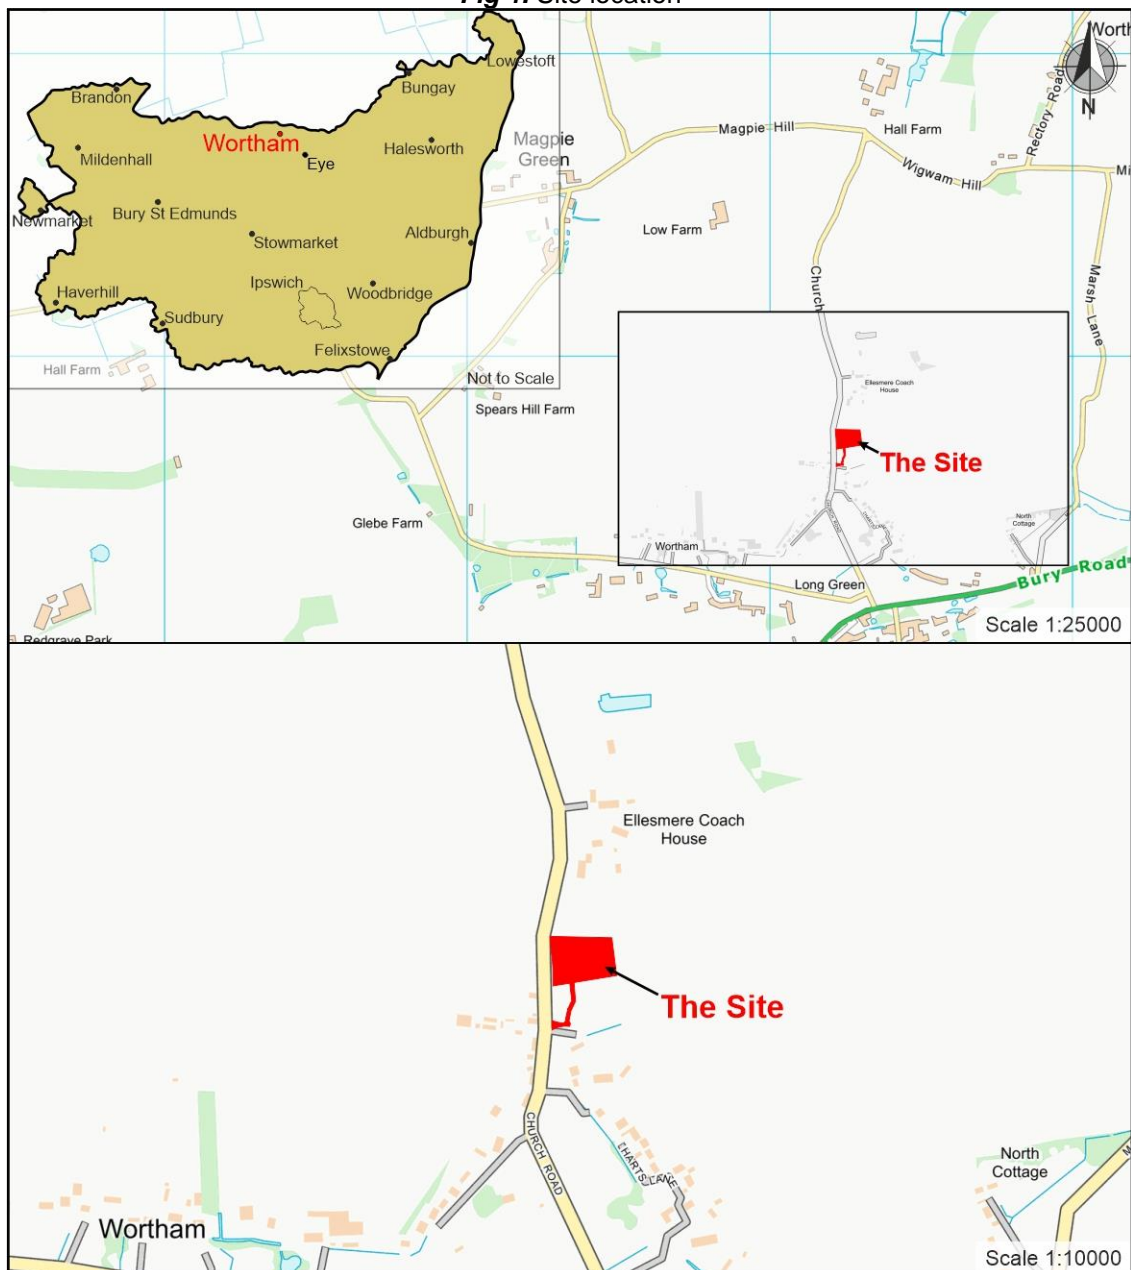 Fig 1. Site location
Lowestoft
Bungay
Brandon
Wortham
Halesworth
Eye
Mildenhall
Bury St Edmunds
Newmarket
Stowmarket
Aldburgh
Ipswich
Woodbridge
Haverhill
Sudbury
Felixstowe
Not to Scale
Hall Farm
N
Rectory Road
Magpie Hill
Hall Farm
Magpie
Green
Wigwam Hill
Low Farm
Church
Marsh Lane
Ellesmere Coach
House
Spears Hill Farm
The Site
Glebe Farm
North
Cottage
Wortham
Long Green
Bury Road
Redgrave Park
Scale 1:25000
Ellesmere Coach
House
The Site
CHURCH ROAD
North
Cottage
Wortham
Scale 1:10000